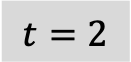 t = 2